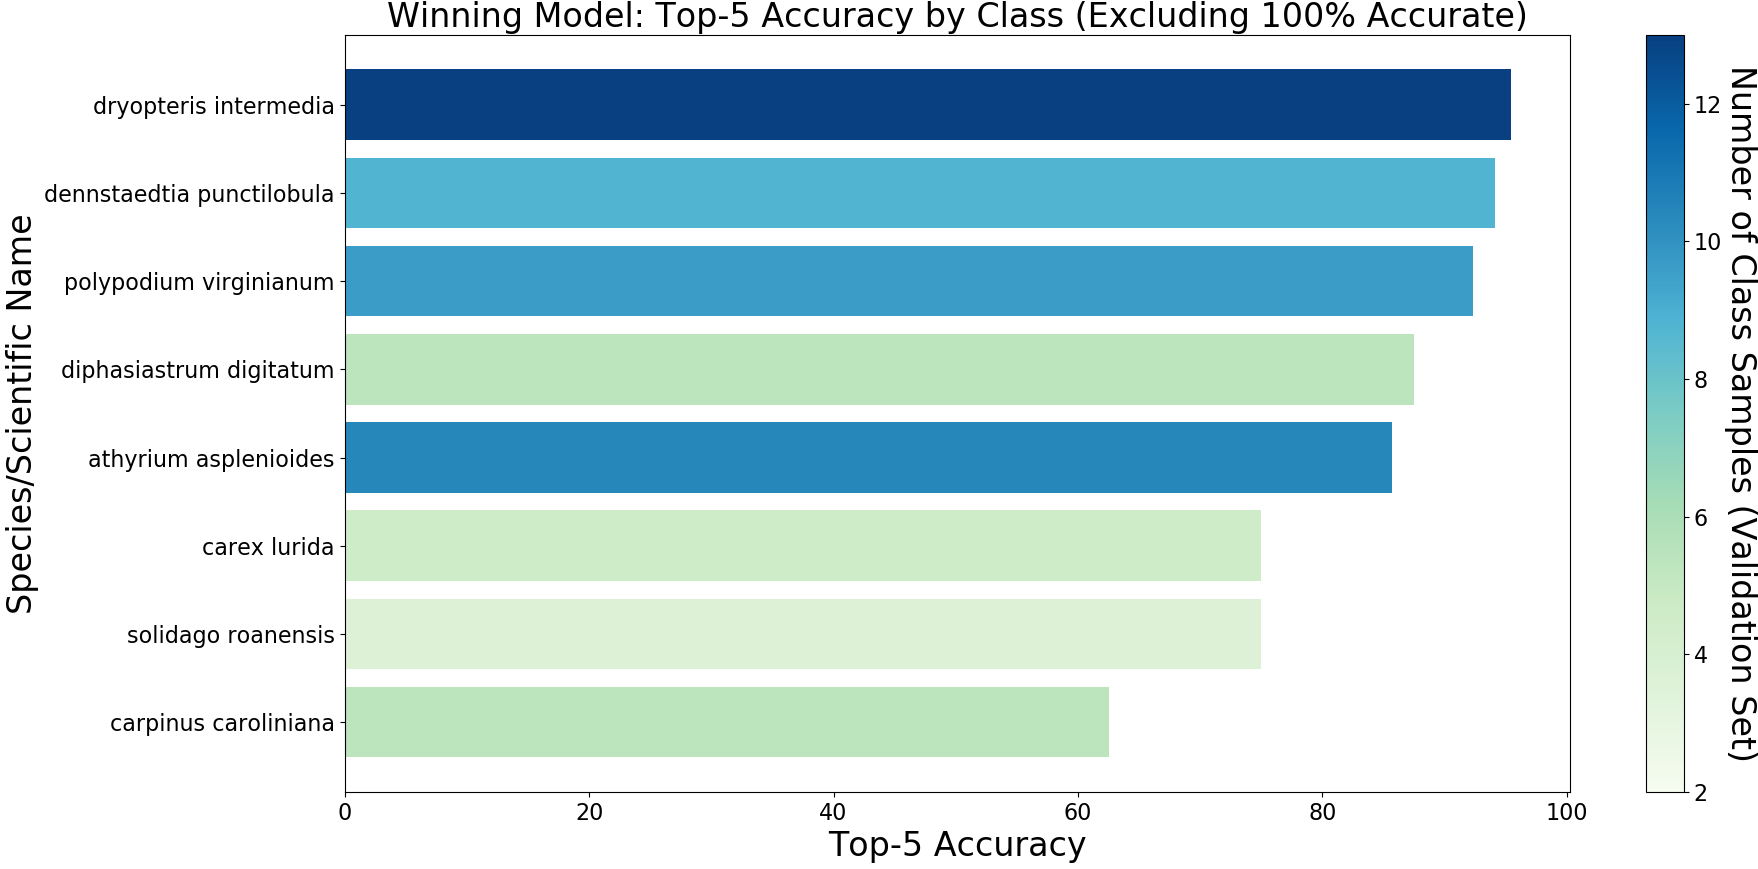 Winning Model: Top-5 Accuracy by Class (Excluding 100% Accurate)
Species/Scientific Name
dryopteris intermedia
dennstaedtia punctilobula
polypodium virginianum
diphasiastrum digitatum
athyrium asplenioides
carex lurida
solidago roanensis
carpinus caroliniana
0 20 40 60 80 100
Top-5 Accuracy
12
10
8
6
4
2
Number of Class Samples (Validation Set)